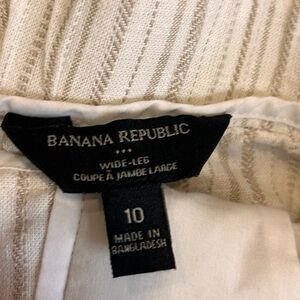 BANANA REPUBLIC
•••
WIDE-LEG
COUPE À JAMBE LARGE
10
MADE IN
BANGLADESH